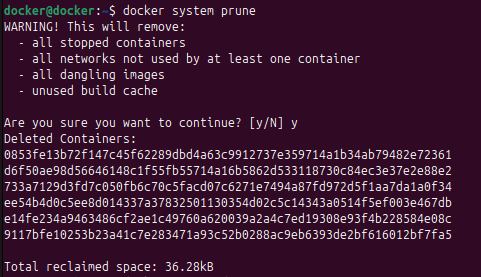 docker@docker:~$ docker system prune
WARNING! This will remove:
  - all stopped containers
  - all networks not used by at least one container
  - all dangling images
  - unused build cache

Are you sure you want to continue? [y/N] y
Deleted Containers:
0853fe13b72f147c45f62289dbd4a63c9912737e359714a1b34ab79482e72361
d6f50ae98d56646148c1f55fb55714a16b5862d533118730c84ec3e37e2e88e2
733a7129d3fd7c050fb6c70c5facd07c6271e7494a87fd972d5f1aa7da1a0f34
ee54b4d0c5ee8d014337a37832501130354d02c5c14343a0514f5ef003e467db
e14fe234a9463486cf2ae1c49760a620039a2a4c7ed19308e93f4b228584e08c
9117bfe10253b23a41c7e283471a93c52b0288ac9eb6393de2bf616012bf7fa5

Total reclaimed space: 36.28kB